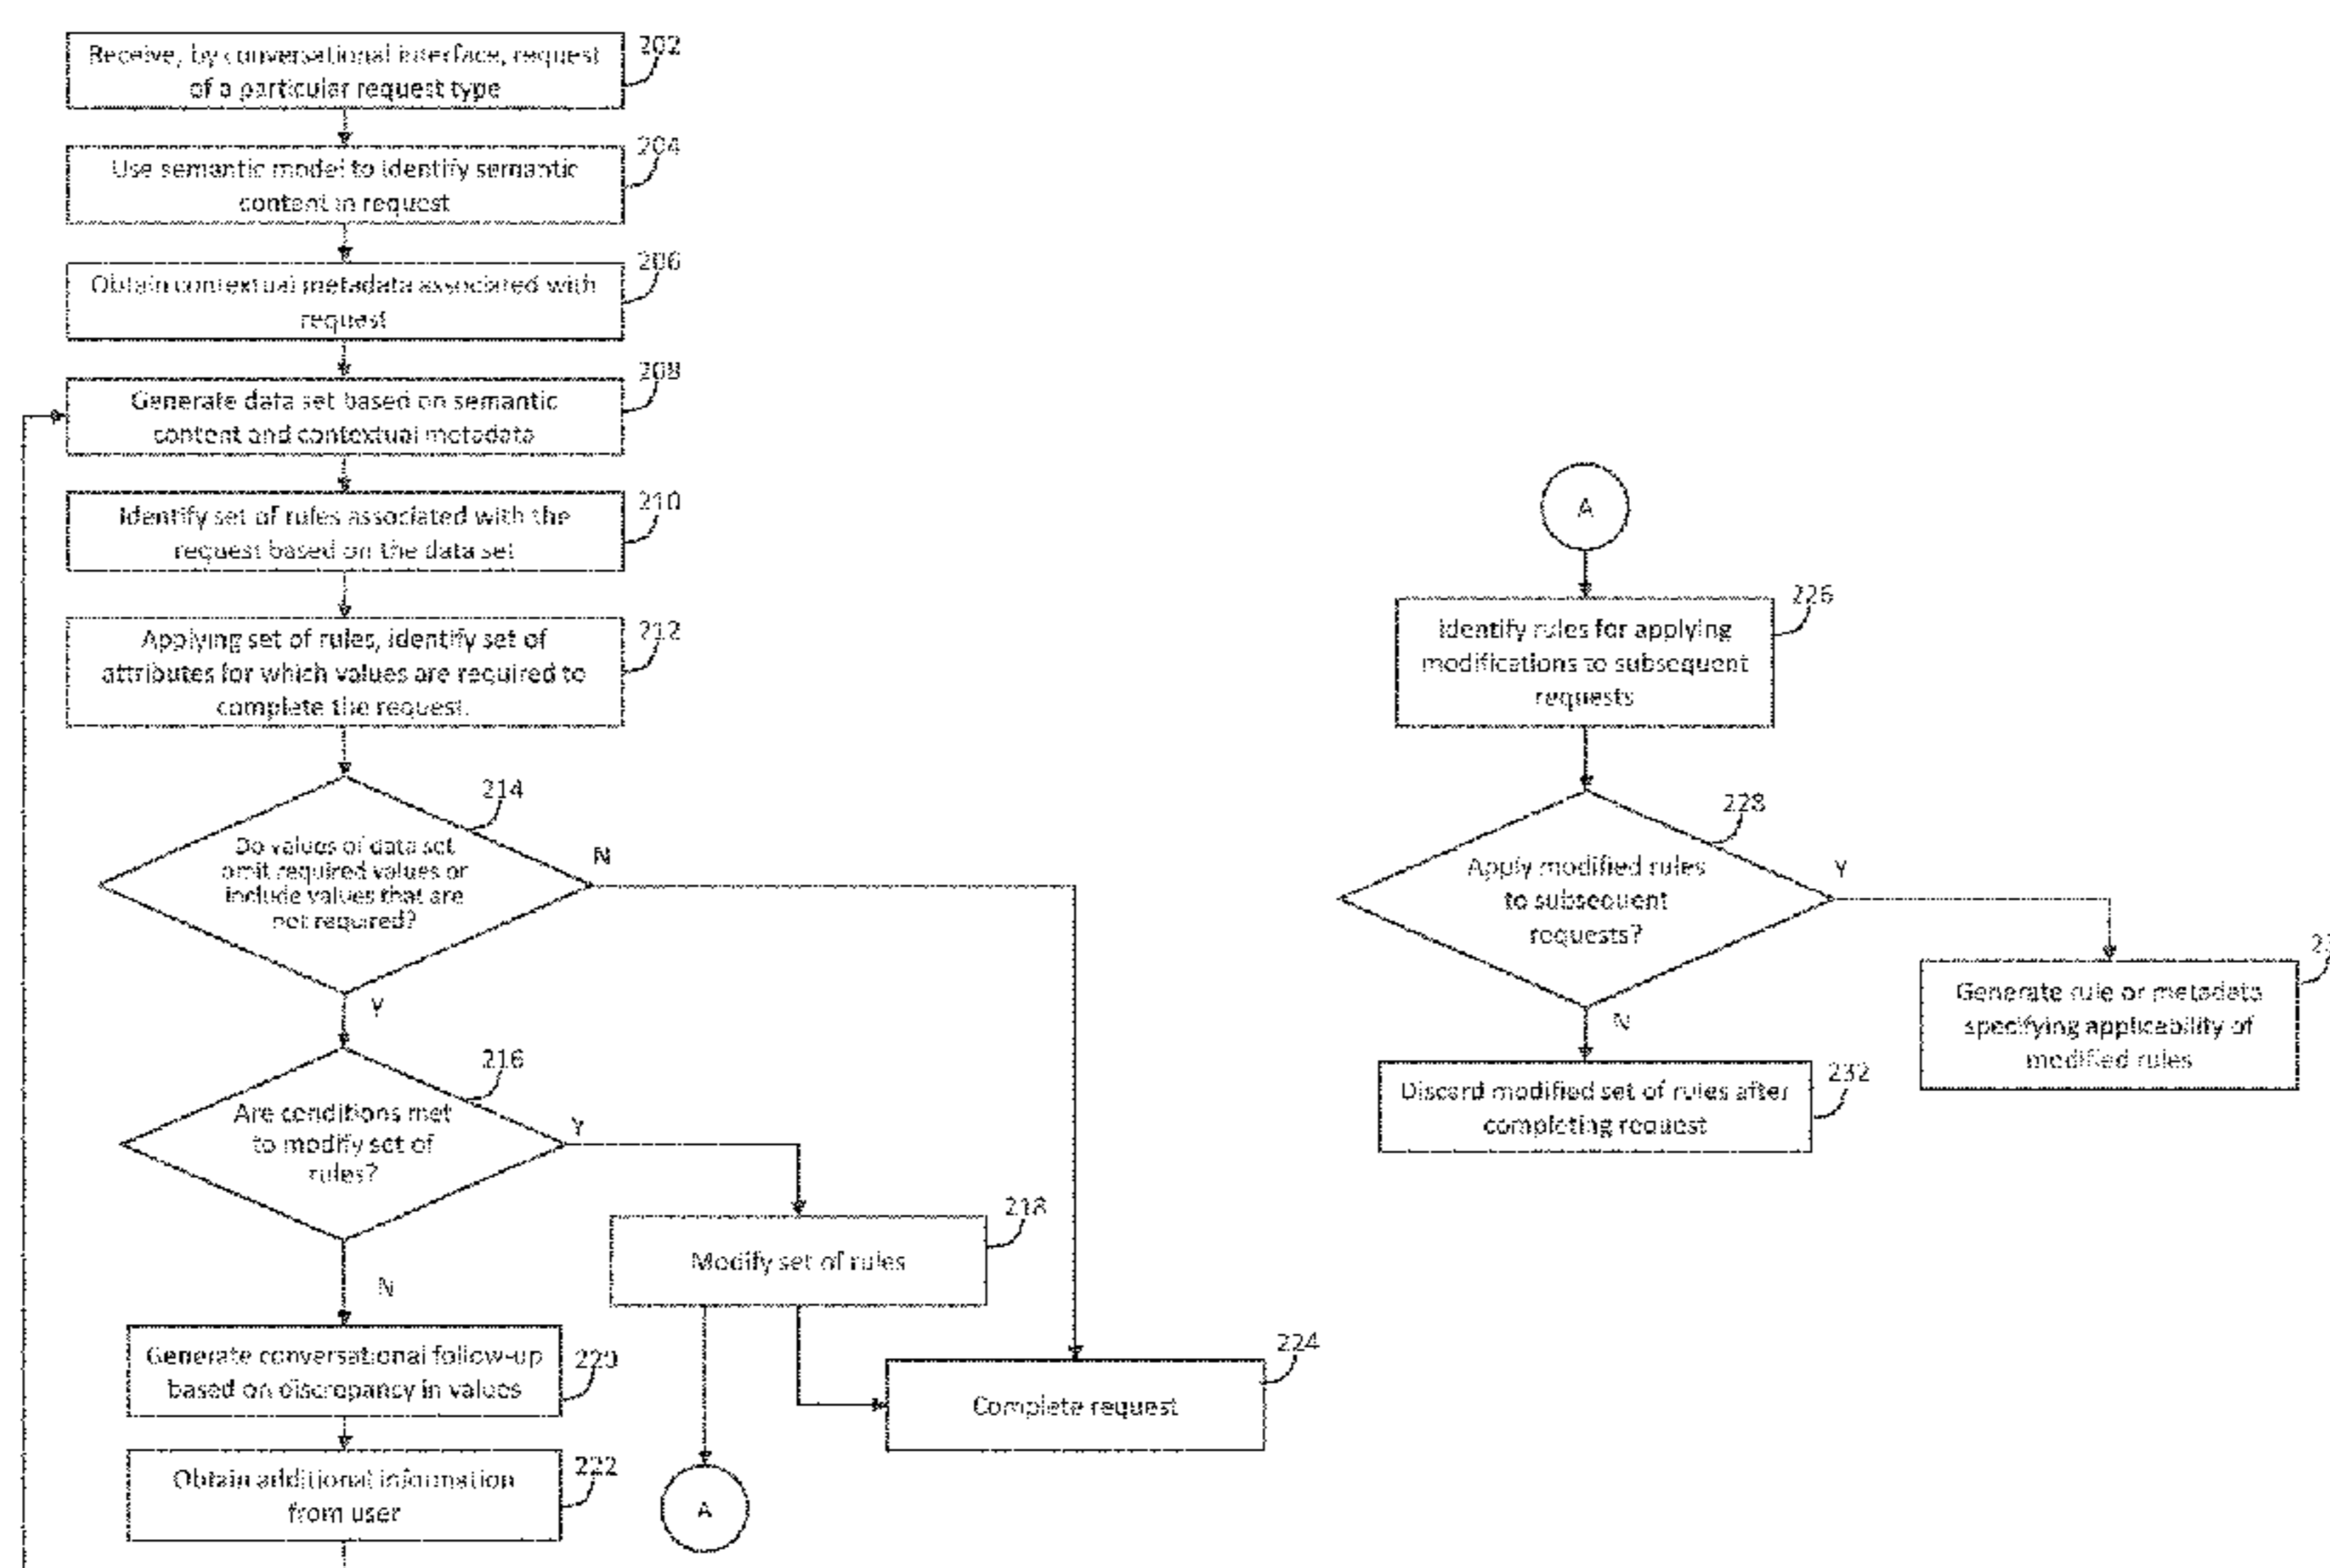 Receive, by conversational interface, request
of a particular request type
202
Use semantic model to identify semantic
content in request
204
Obtain contextual metadata associated with
request
206
Generate data set based on semantic
content and contextual metadata
208
Identify set of rules associated with the
request based on the data set
210
Applying set of rules, identify set of
attributes for which values are required to
complete the request.
212
Do values of data set
omit required values or
include values that are
not required?
214
N
Y
Are conditions met
to modify set of
rules?
216
Y
N
Modify set of rules
218
Generate conversational follow-up
based on discrepancy in values
220
Obtain additional information
from user
222
A
Complete request
224
A
Identify rules for applying
modifications to subsequent
requests
226
Apply modified rules
to subsequent
requests?
228
Y
N
Generate rule or metadata
specifying applicability of
modified rules
Discard modified set of rules after
completing request
232